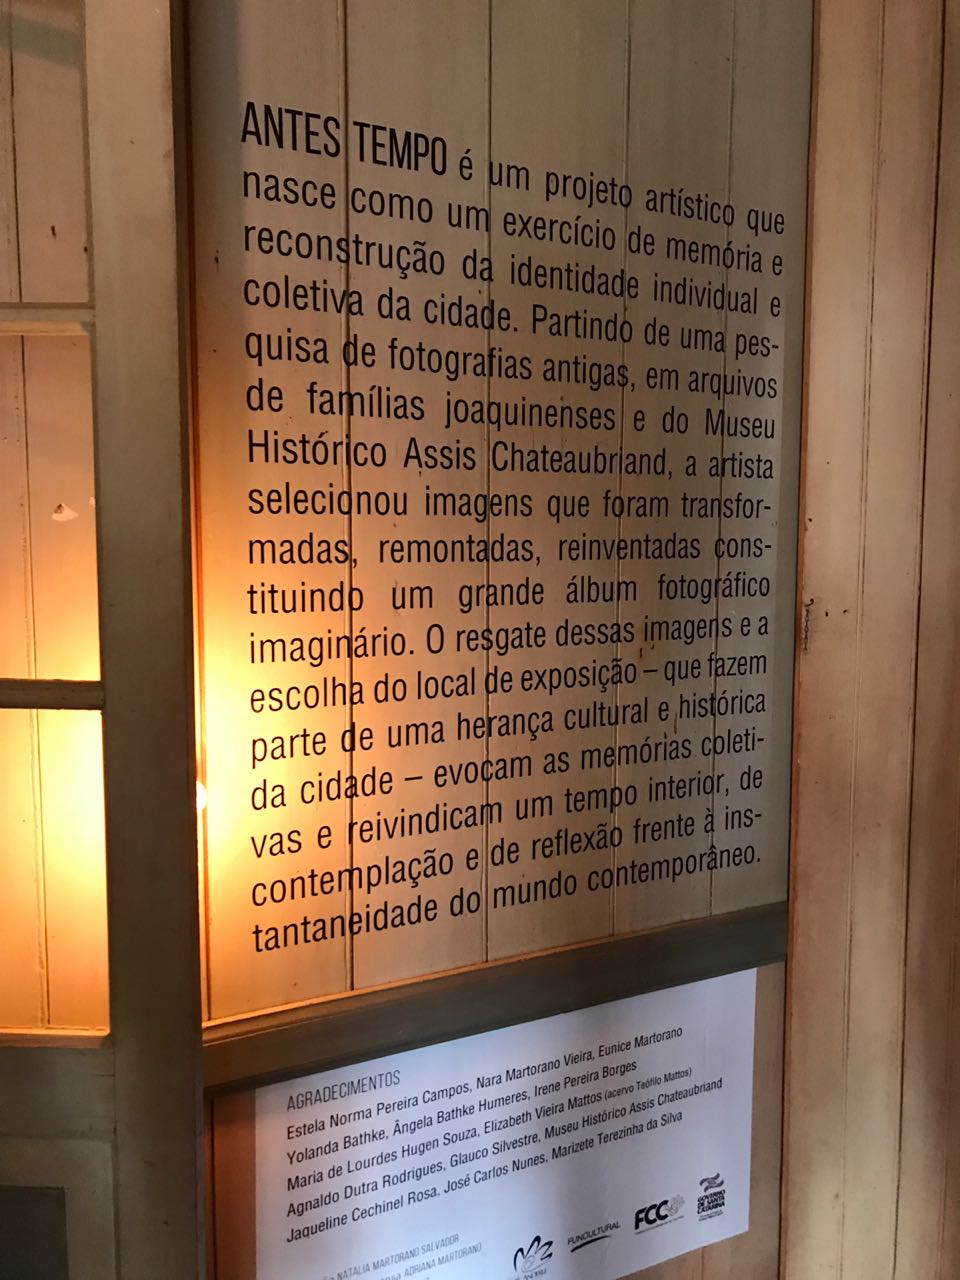 ANTES TEMPO é um projeto artístico que
nasce como um exercício de memória e
reconstrução da identidade individual e
coletiva da cidade. Partindo de uma pes-
quisa de fotografias antigas, em arquivos
de famílias joaquinenses e do Museu
Histórico Assis Chateaubriand, a artista
selecionou imagens que foram transfor-
madas, remontadas, reinventadas cons-
tituindo um grande álbum fotográfico
imaginário. O resgate dessas imagens e a
escolha do local de exposição – que fazem
parte de uma herança cultural e histórica
da cidade – evocam as memórias coleti-
vas e reivindicam um tempo interior, de
contemplação e de reflexão frente à ins-
tantaneidade do mundo contemporâneo.
AGRADECIMENTOS
Estela Norma Pereira Campos, Nara Martorano Vieira, Eunice Martorano
Yolanda Bathke, Ângela Bathke Humeres, Irene Pereira Borges
Maria de Lourdes Hugen Souza, Elizabeth Vieira Mattos (acervo Teófilo Mattos)
Agnaldo Dutra Rodrigues, Glauco Silvestre, Museu Histórico Assis Chateaubriand
Jaqueline Cechinel Rosa, José Carlos Nunes, Marizete Terezinha da Silva
NATALIA MARTORANO SALVADOR
ADRIANA MARTORANO
FUNCULTURAL
FCC
GOVERNO
DE SANTA
CATARINA